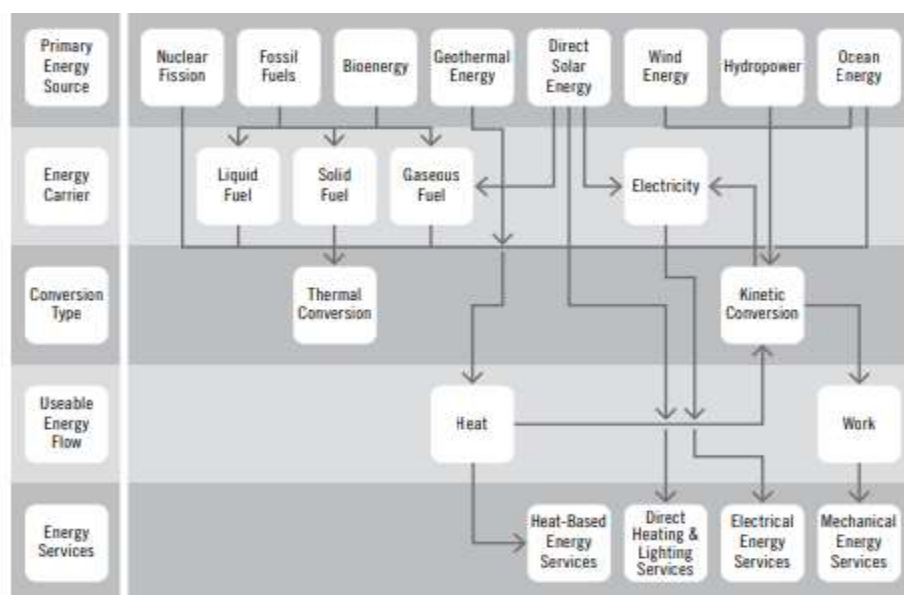 Primary
Energy
Source
Nuclear
Fission
Fossil
Fuels
Bioenergy
Geothermal
Energy
Direct
Solar
Energy
Wind
Energy
Hydropower
Ocean
Energy
Energy
Carrier
Liquid
Fuel
Solid
Fuel
Gaseous
Fuel
Electricity
Conversion
Type
Thermal
Conversion
Kinetic
Conversion
Useable
Energy
Flow
Heat
Work
Energy
Services
Heat-Based
Energy
Services
Direct
Heating &
Lighting
Services
Electrical
Energy
Services
Mechanical
Energy
Services